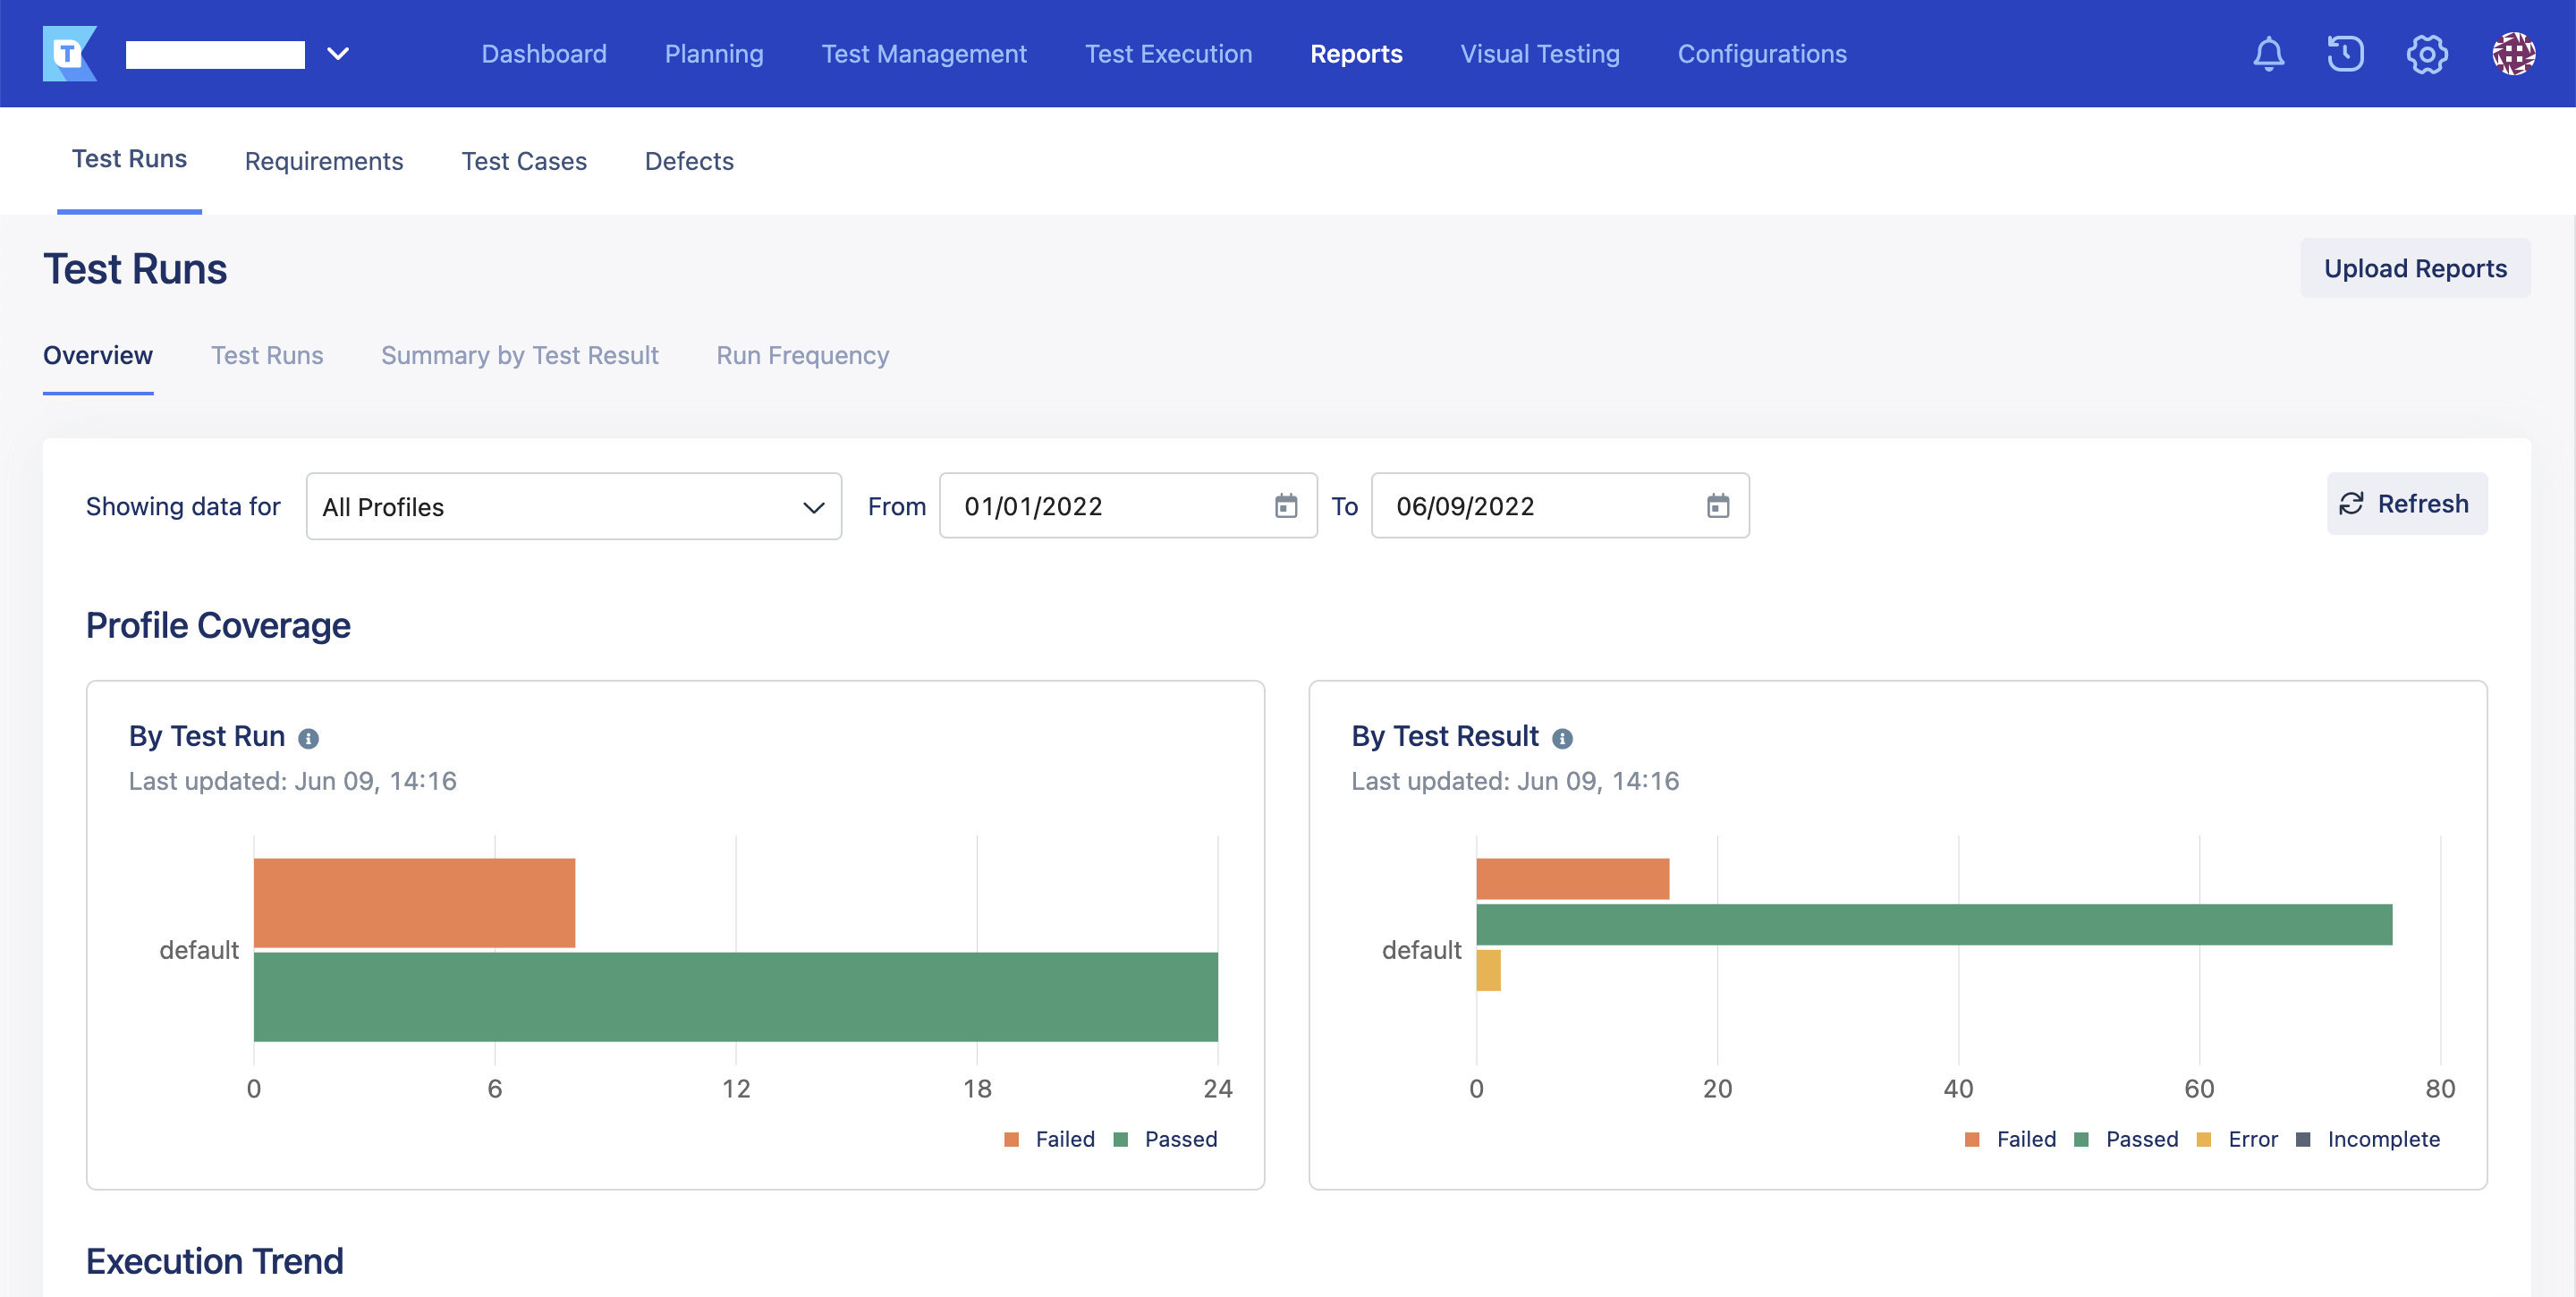 T
Dashboard Planning Test Management Test Execution Reports Visual Testing Configurations
Test Runs Requirements Test Cases Defects
Test Runs
Upload Reports
Overview Test Runs Summary by Test Result Run Frequency
Showing data for All Profiles From 01/01/2022 To 06/09/2022 Refresh
Profile Coverage
By Test Run
Last updated: Jun 09, 14:16
default
0 6 12 18 24
Failed Passed
By Test Result
Last updated: Jun 09, 14:16
default
0 20 40 60 80
Failed Passed Error Incomplete
Execution Trend